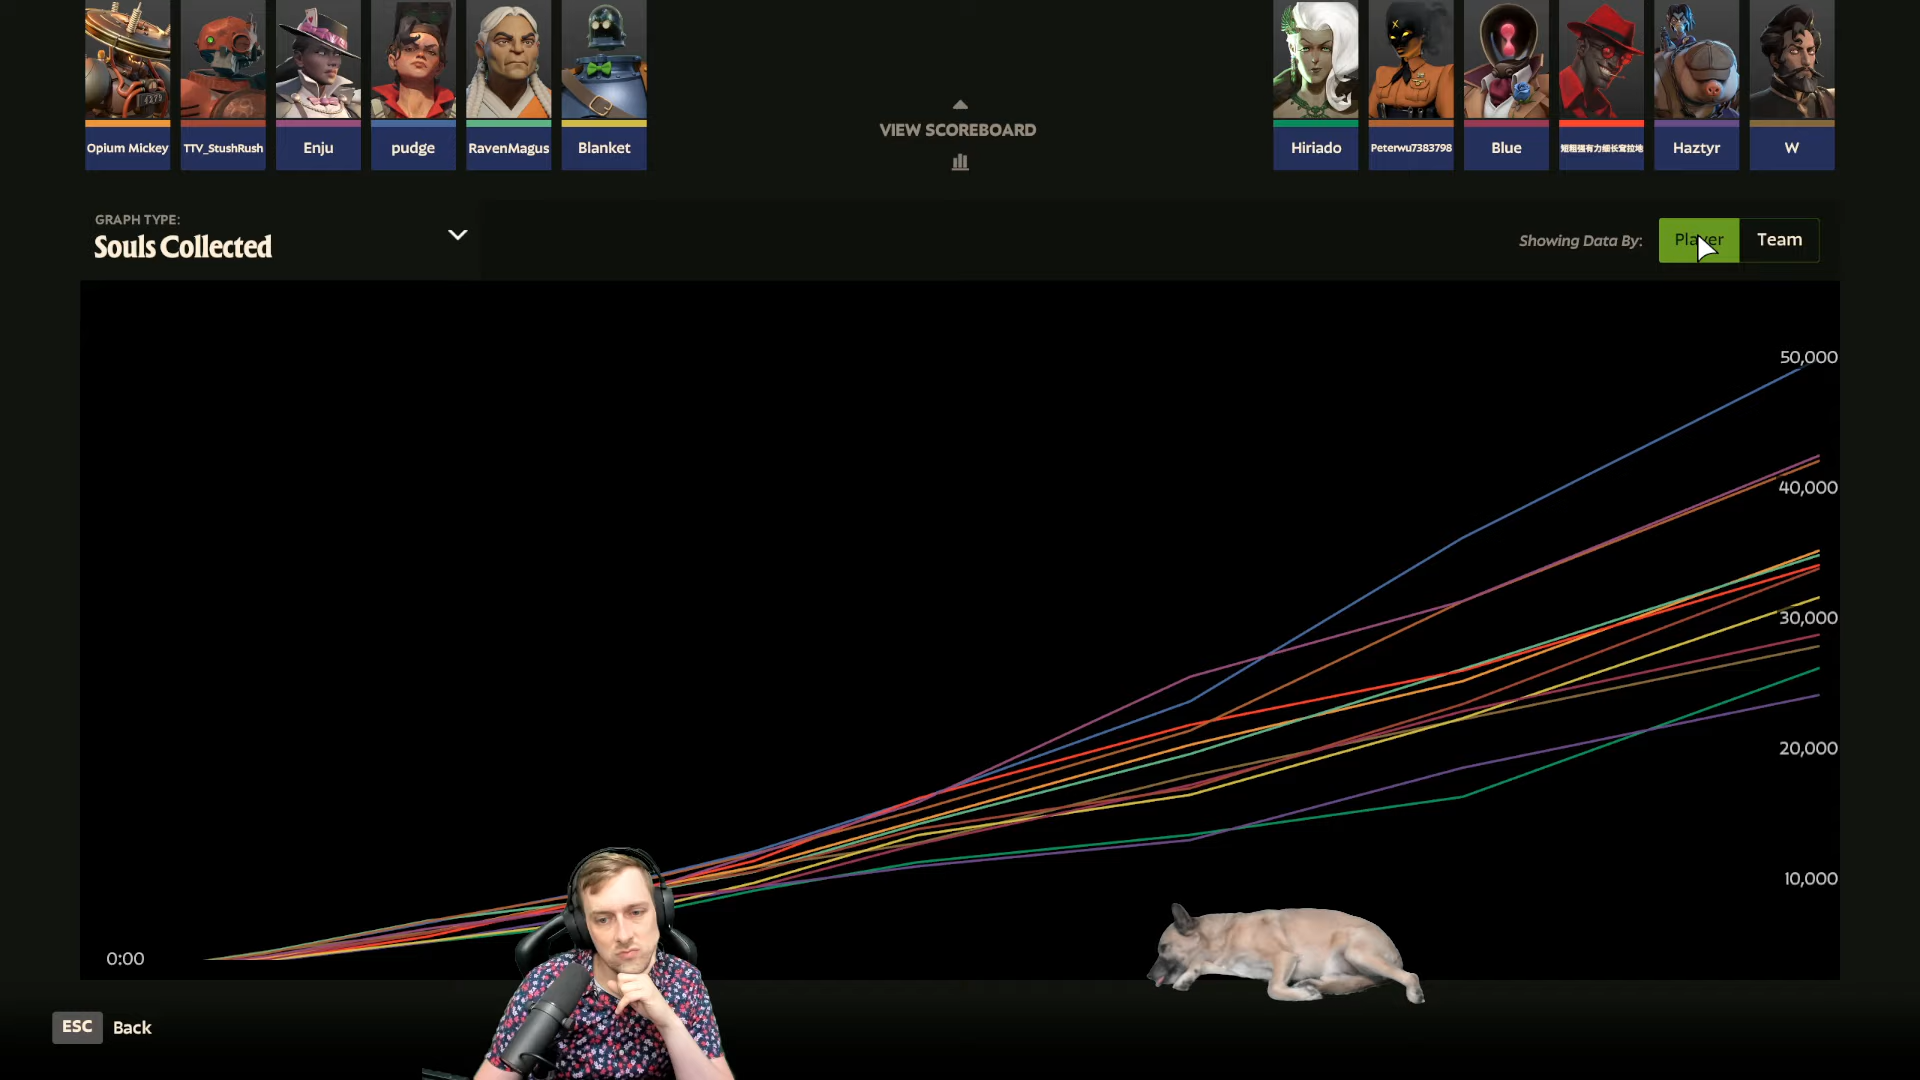 Opium Mickey
TTV_StushRush
Enju
pudge
RavenMagus
Blanket
VIEW SCOREBOARD
Hiriado
Peterwu7383798
Blue
Haztyr
W
GRAPH TYPE:
Souls Collected
Showing Data By:
Player
Team
50,000
40,000
30,000
20,000
10,000
0:00
ESC
Back